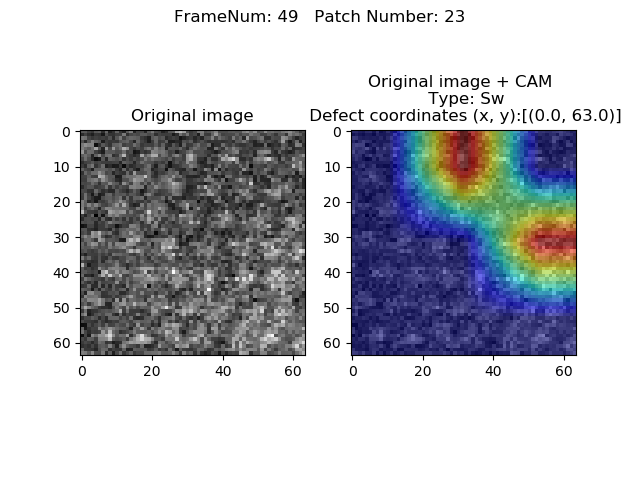 FrameNum: 49   Patch Number: 23
Original image
Original image + CAM
Type: Sw
Defect coordinates (x, y):[(0.0, 63.0)]
0
10
20
30
40
50
60
0 20 40 60
0
10
20
30
40
50
60
0 20 40 60